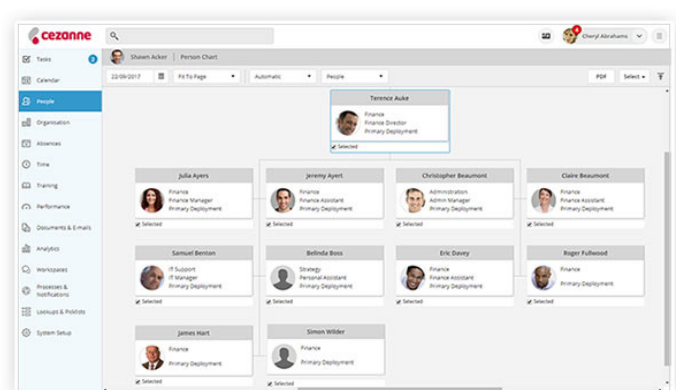 cezanne
Cheryl Abrahams
Tasks
Shawn Acker | Person Chart
Calendar
22/09/2017 Fit To Page Automatic People PDF Select
People
Organisation
Absences
Time
Training
Performance
Documents & E-mails
Analytics
Workspaces
Processes &
Notifications
Lookups & Picklists
System Setup
Terence Auke
Finance
Finance Director
Primary Deployment
Selected
Julia Ayers
Finance
Finance Manager
Primary Deployment
Selected
Jeremy Ayert
Finance
Finance Assistant
Primary Deployment
Selected
Christopher Beaumont
Administration
Admin Manager
Primary Deployment
Selected
Claire Beaumont
Finance
Finance Assistant
Primary Deployment
Selected
Samuel Benton
IT Support
IT Manager
Primary Deployment
Selected
Belinda Boss
Strategy
Personal Assistant
Primary Deployment
Selected
Eric Davey
Finance
Finance Assistant
Primary Deployment
Selected
Roger Fullwood
Finance
Primary Deployment
Selected
James Hart
Finance
Primary Deployment
Selected
Simon Wilder
Finance
Primary Deployment
Selected